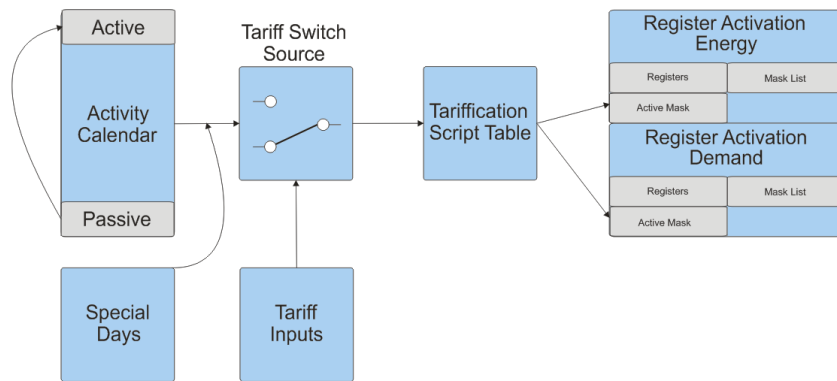 Active
Activity
Calendar
Passive
Special
Days
Tariff Switch
Source
Tariff
Inputs
Tariffication
Script Table
Register Activation
Energy
Registers
Mask List
Active Mask
Register Activation
Demand
Registers
Mask List
Active Mask